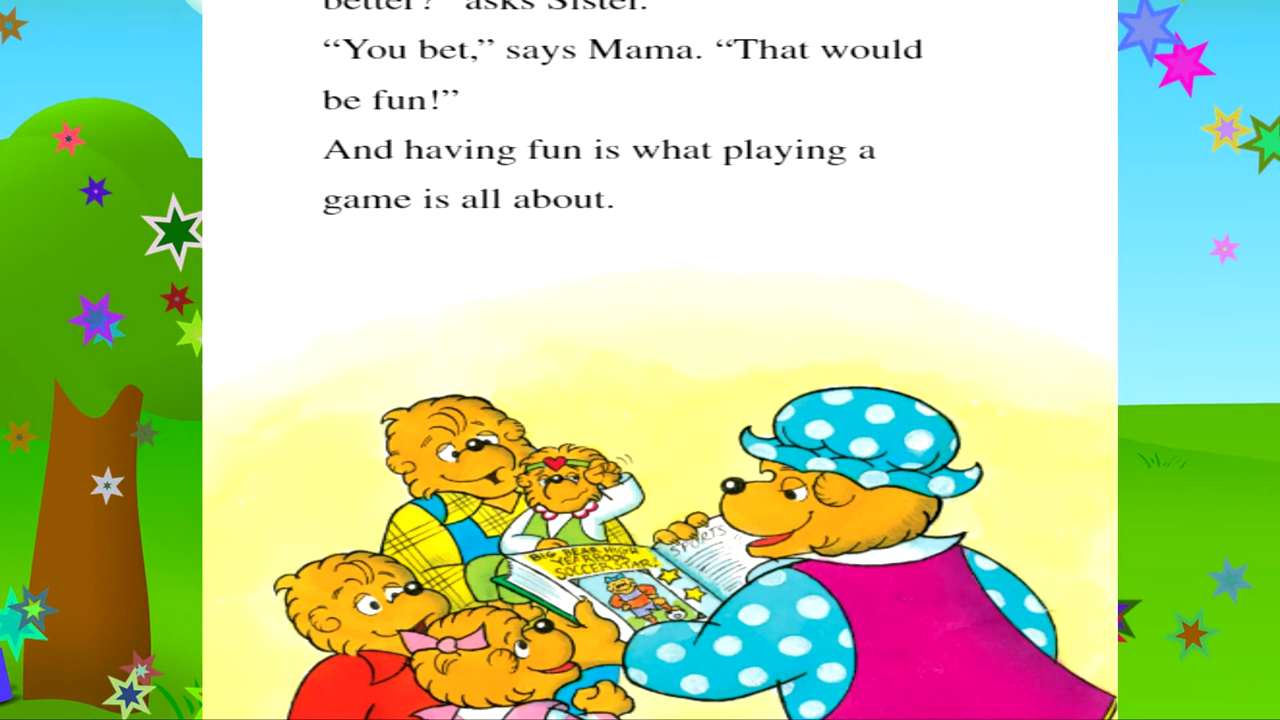 better?” asks Sister.
“You bet,” says Mama. “That would
be fun!”
And having fun is what playing a
game is all about.
BIG BEAR HIGH
YEARBOOK
SOCCER STAR!
SPORTS